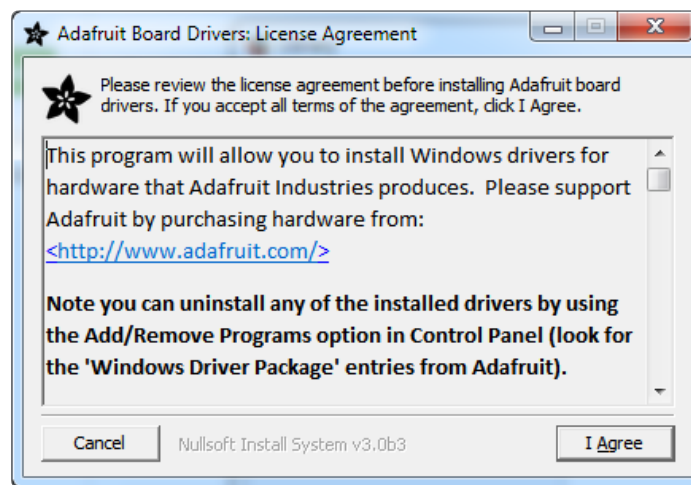 Adafruit Board Drivers: License Agreement
Please review the license agreement before installing Adafruit board
drivers. If you accept all terms of the agreement, click I Agree.
This program will allow you to install Windows drivers for
hardware that Adafruit Industries produces.  Please support
Adafruit by purchasing hardware from:
<http://www.adafruit.com/>
Note you can uninstall any of the installed drivers by using
the Add/Remove Programs option in Control Panel (look for
the 'Windows Driver Package' entries from Adafruit).
Cancel
Nullsoft Install System v3.0b3
I Agree